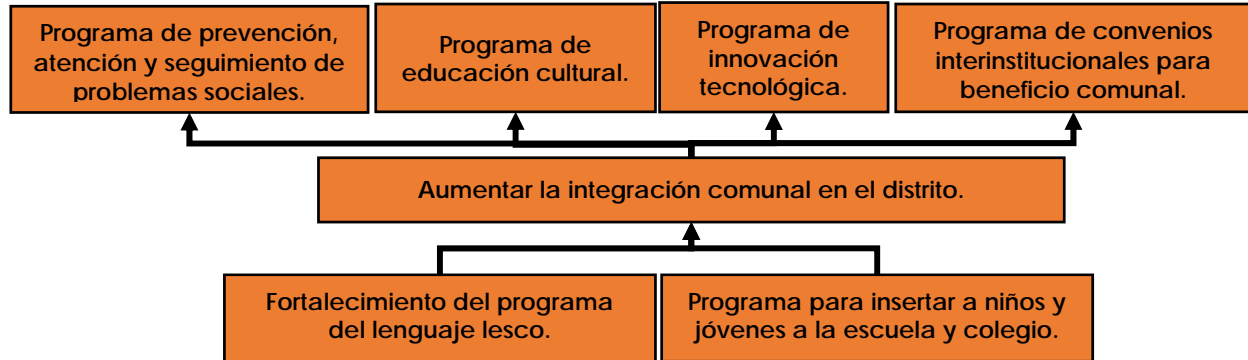 Programa de prevención,
atención y seguimiento de
problemas sociales.
Programa de
educación cultural.
Programa de
innovación
tecnológica.
Programa de convenios
interinstitucionales para
beneficio comunal.
Aumentar la integración comunal en el distrito.
Fortalecimiento del programa
del lenguaje lesco.
Programa para insertar a niños y
jóvenes a la escuela y colegio.